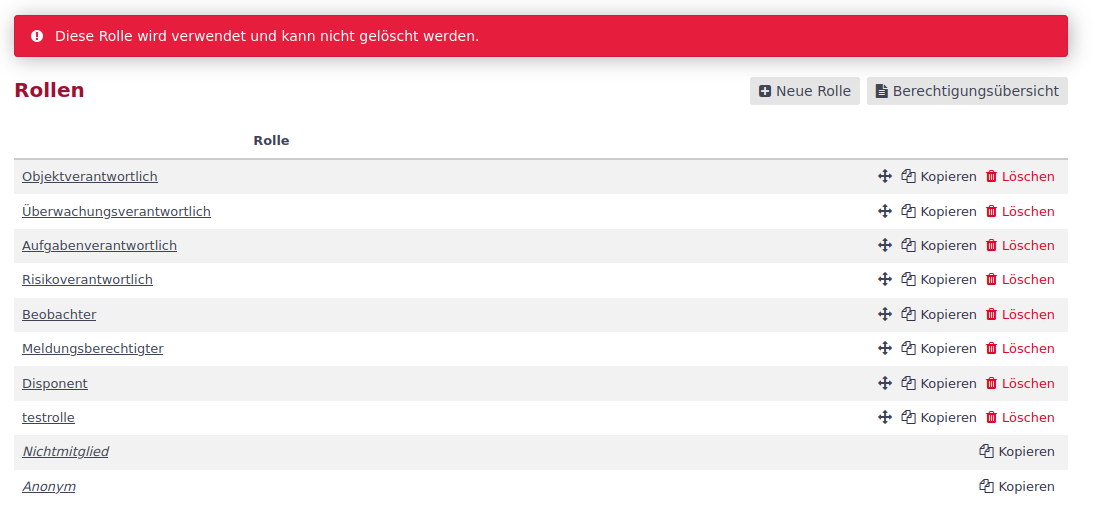 Diese Rolle wird verwendet und kann nicht gelöscht werden.
Rollen Neue Rolle Berechtigungsübersicht
Rolle
Objektverantwortlich Kopieren Löschen
Überwachungsverantwortlich Kopieren Löschen
Aufgabenverantwortlich Kopieren Löschen
Risikoverantwortlich Kopieren Löschen
Beobachter Kopieren Löschen
Meldungsberechtigter Kopieren Löschen
Disponent Kopieren Löschen
testrolle Kopieren Löschen
Nichtmitglied Kopieren
Anonym Kopieren